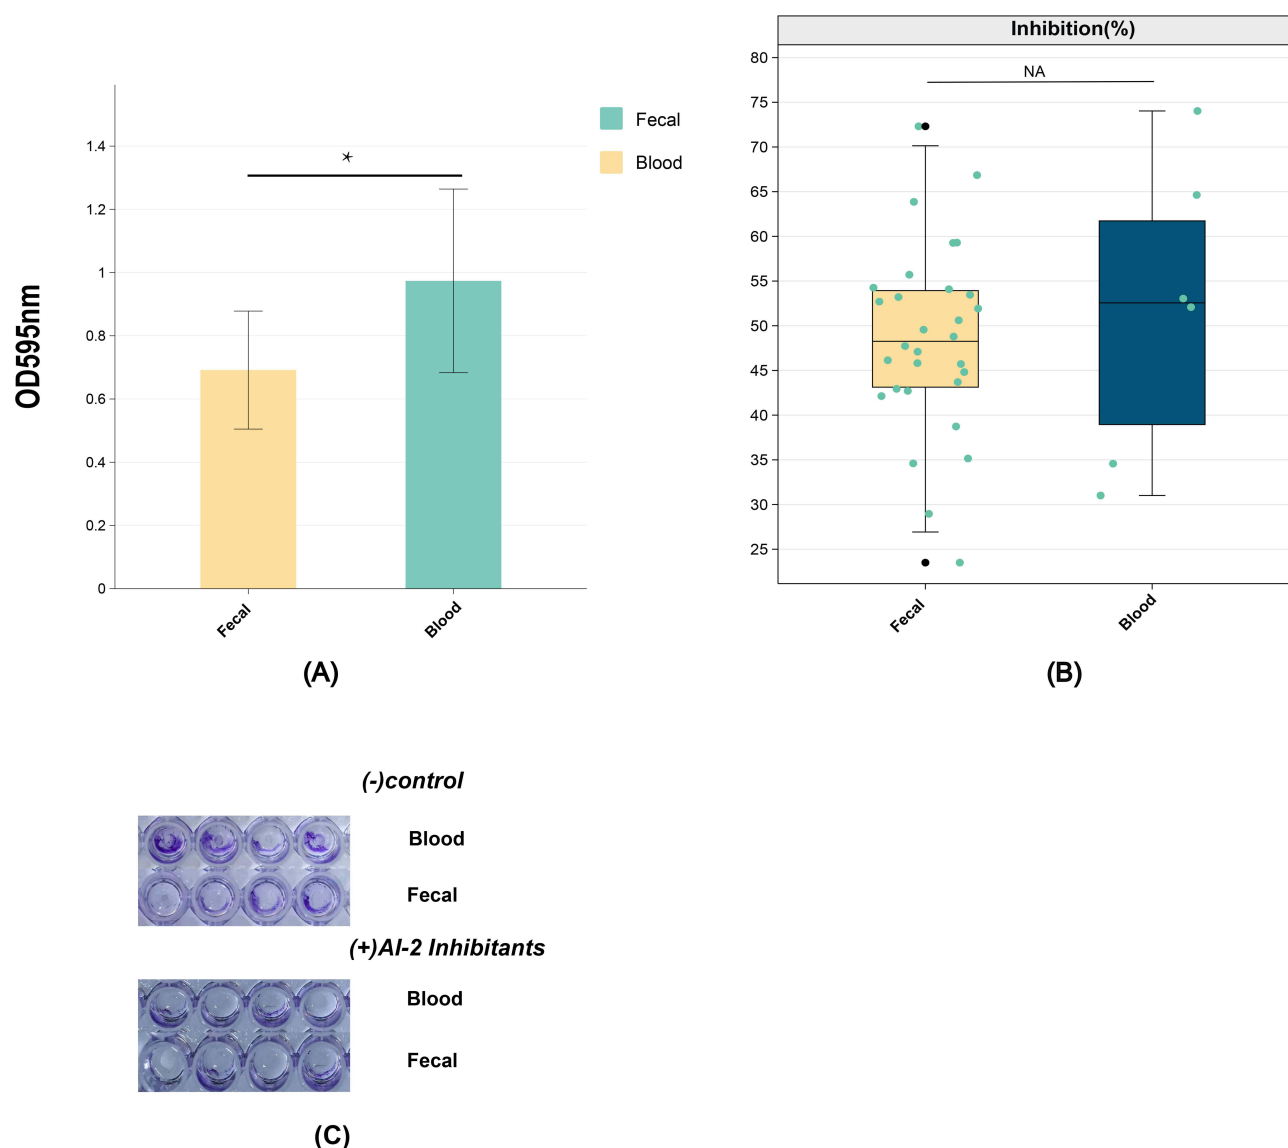 OD595nm
1.4
1.2
1
0.8
0.6
0.4
0.2
0
*
Fecal
Blood
Fecal
Blood
(A)
Inhibition(%)
80
75
70
65
60
55
50
45
40
35
30
25
NA
Fecal
Blood
(B)
(-)control
Blood
Fecal
(+)AI-2 Inhibitants
Blood
Fecal
(C)